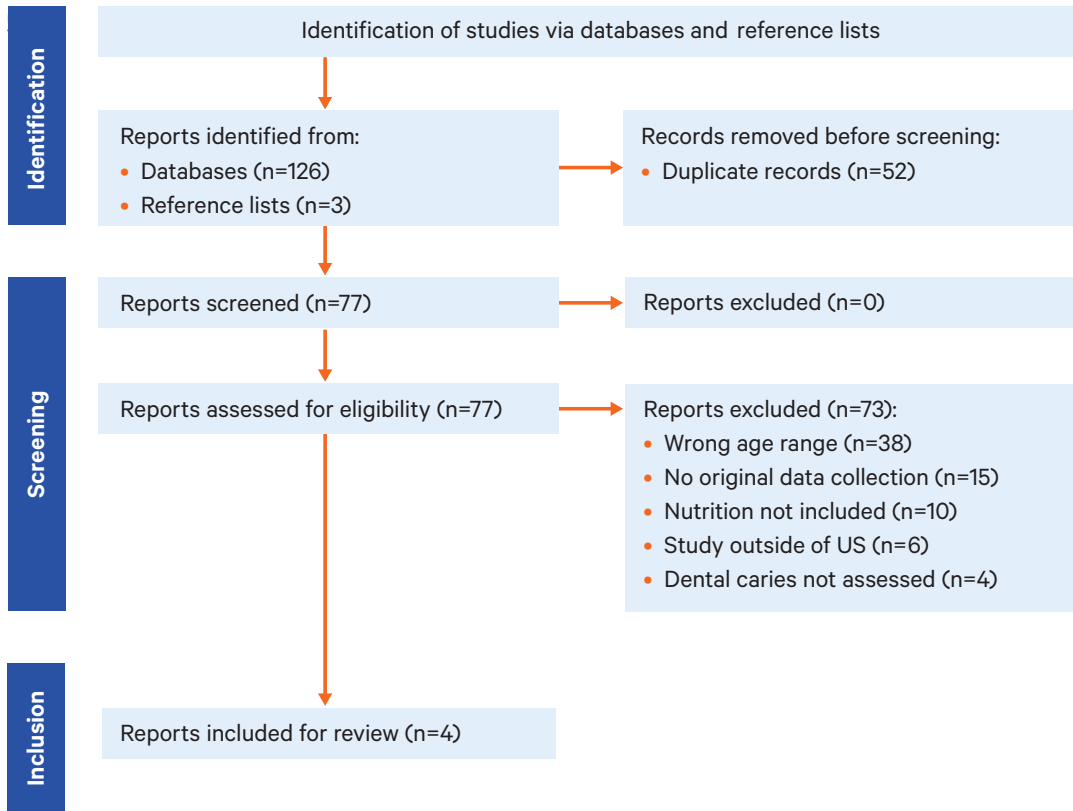 Identification
Identification of studies via databases and reference lists
Reports identified from:
• Databases (n=126)
• Reference lists (n=3)
Records removed before screening:
• Duplicate records (n=52)
Screening
Reports screened (n=77)
Reports excluded (n=0)
Reports assessed for eligibility (n=77)
Reports excluded (n=73):
• Wrong age range (n=38)
• No original data collection (n=15)
• Nutrition not included (n=10)
• Study outside of US (n=6)
• Dental caries not assessed (n=4)
Inclusion
Reports included for review (n=4)